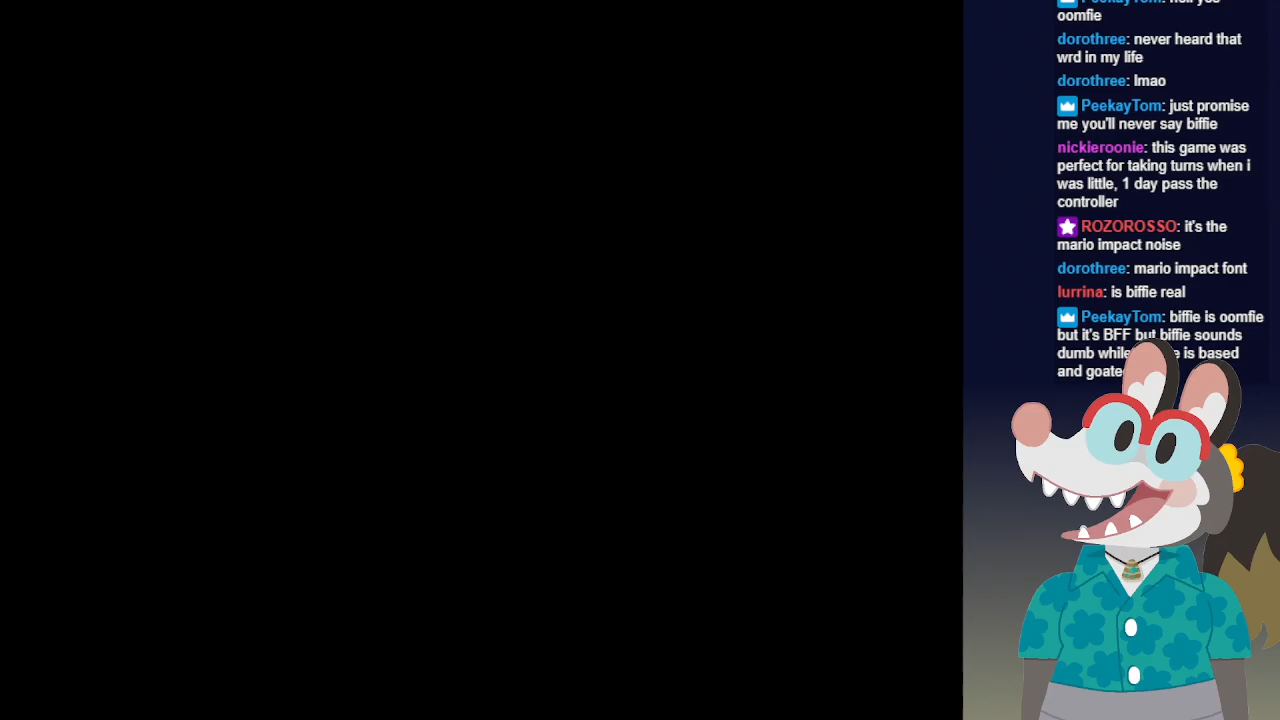 oomfie
dorothree: never heard that
wrd in my life
dorothree: lmao
PeekayTom: just promise
me you'll never say biffie
nickieroonie: this game was
perfect for taking turns when i
was little, 1 day pass the
controller
ROZOROSSO: it's the
mario impact noise
dorothree: mario impact font
lurrina: is biffie real
PeekayTom: biffie is oomfie
but it's BFF but biffie sounds
dumb while is based
and goate